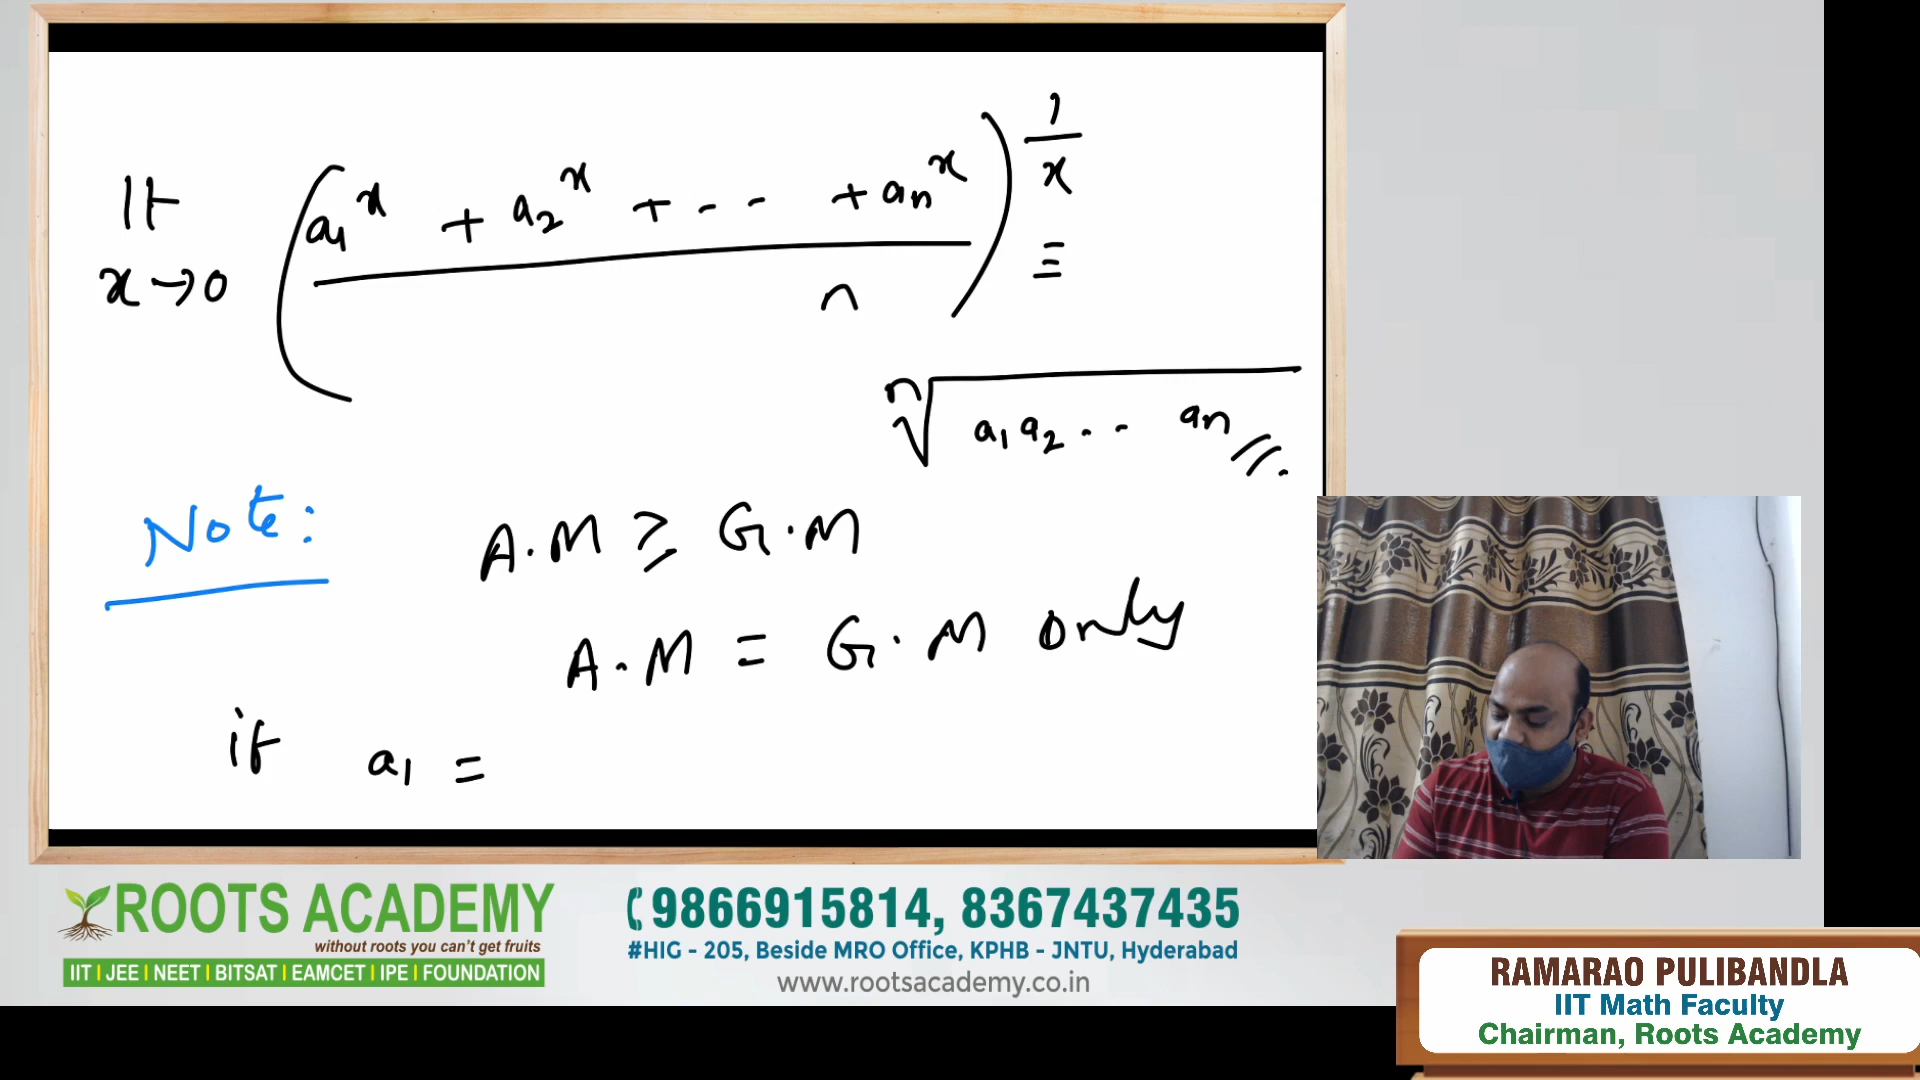 lt x→0 (a1^x + a2^x + -- + an^x / n)^(1/x) =
n√a1 a2 .. an //.
Note: A.M ≥ G.M
A.M = G.M only
if a1 =
ROOTS ACADEMY
without roots you can't get fruits
IIT | JEE | NEET | BITSAT | EAMCET | IPE | FOUNDATION
9866915814, 8367437435
#HIG - 205, Beside MRO Office, KPHB - JNTU, Hyderabad
www.rootsacademy.co.in
RAMARAO PULIBANDLA
IIT Math Faculty
Chairman, Roots Academy